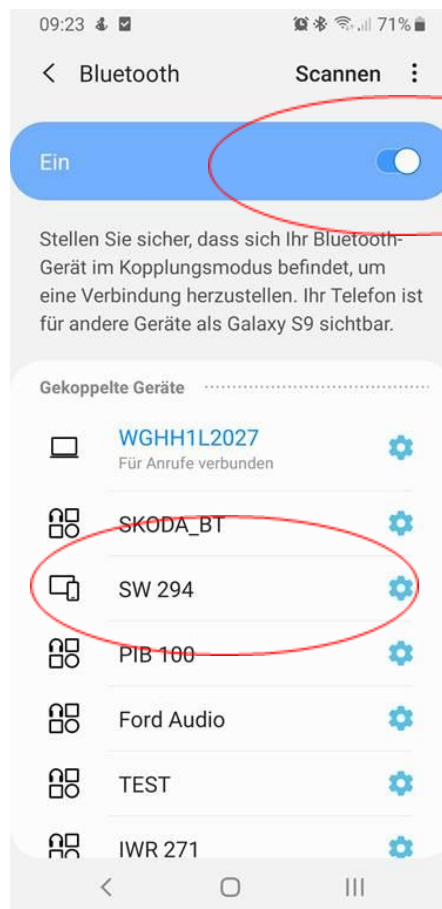 09:23 71%
Bluetooth Scannen
Ein
Stellen Sie sicher, dass sich Ihr Bluetooth-
Gerät im Kopplungsmodus befindet, um
eine Verbindung herzustellen. Ihr Telefon ist
für andere Geräte als Galaxy S9 sichtbar.
Gekoppelte Geräte
WGHH1L2027
Für Anrufe verbunden
SKODA_BT
SW 294
PIB 100
Ford Audio
TEST
IWR 271